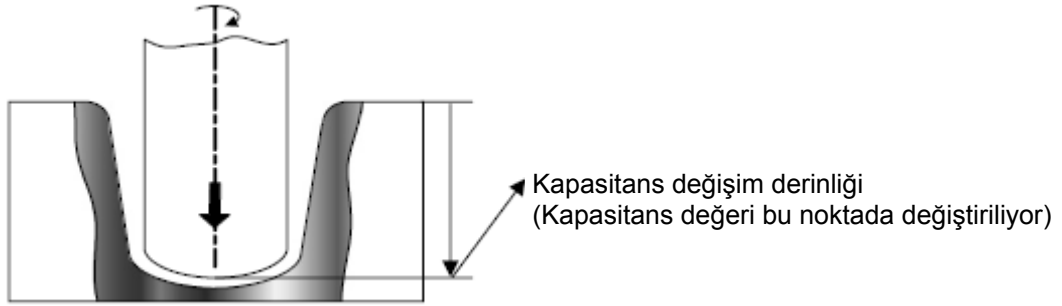 Kapasitans değişim derinliği
(Kapasitans değeri bu noktada değiştiriliyor)